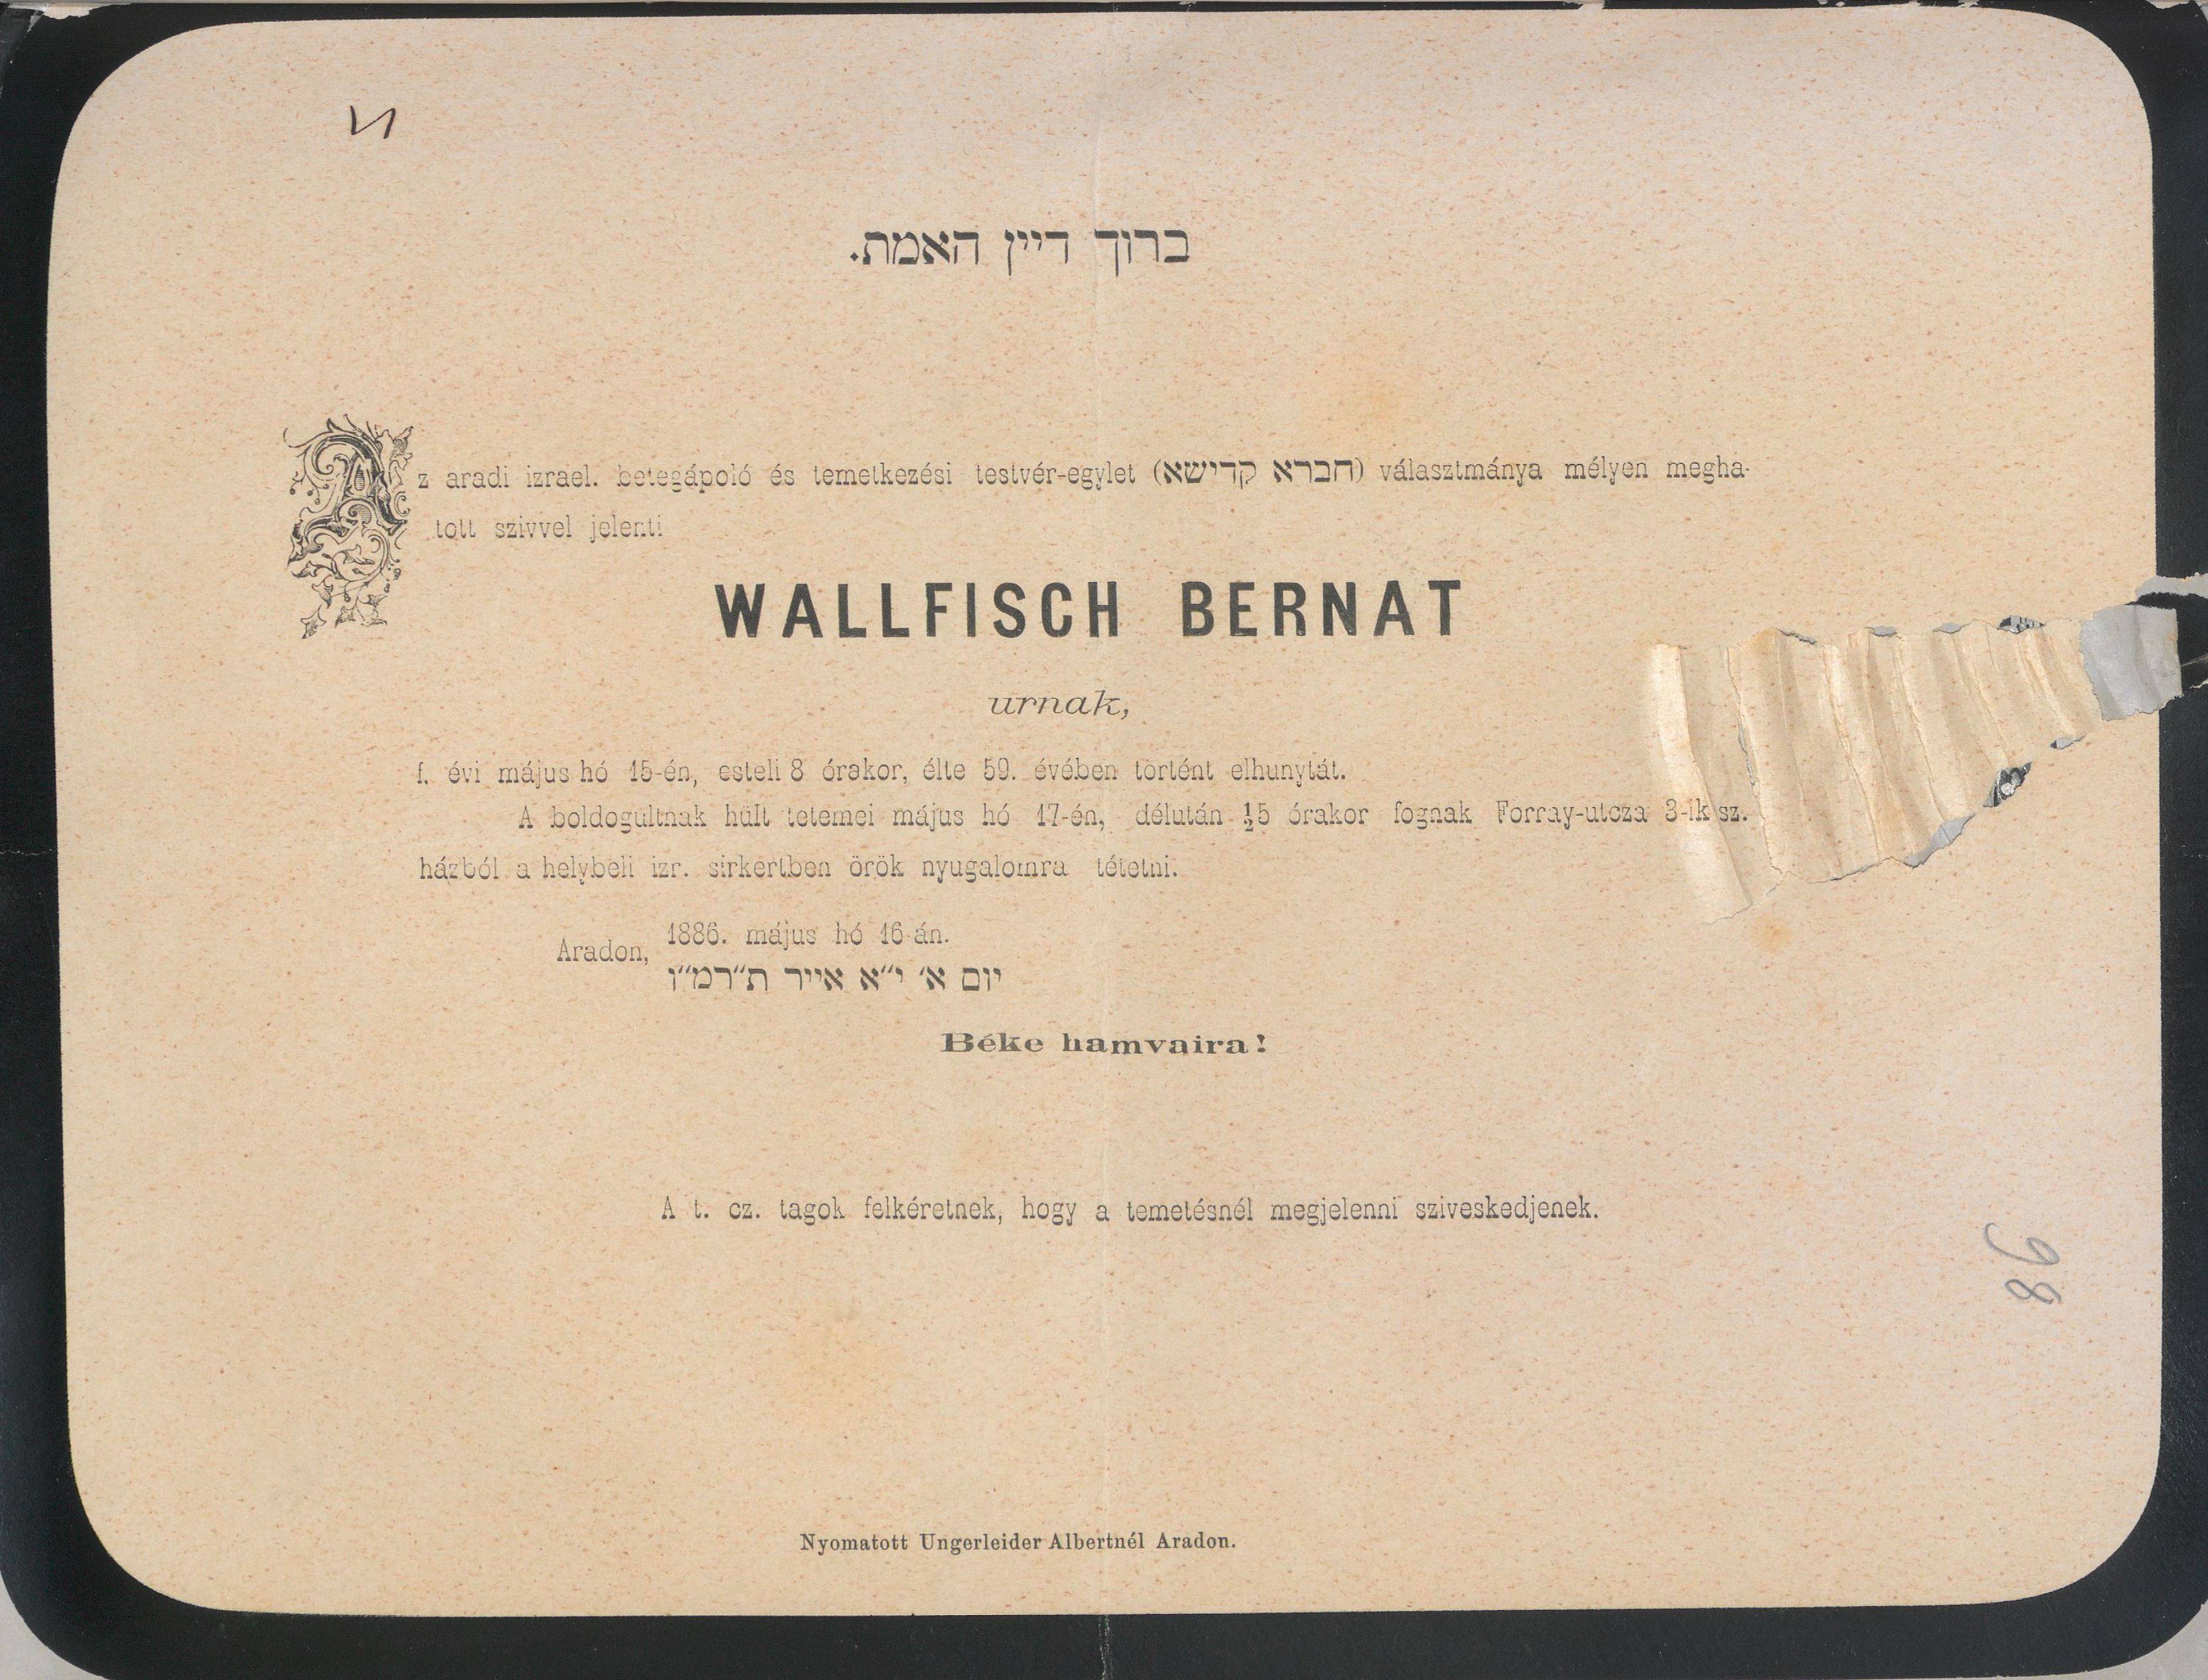 ברוך דיין האמת.
Az aradi izrael. betegápoló és temetkezési testvér-egylet (חברא קדישא) választmánya mélyen megha-
tott szivvel jelenti
WALLFISCH BERNAT
urnak,
f. évi május hó 15-én, esteli 8 órakor, élte 59. évében történt elhunytát.
A boldogultnak hült tetemei május hó 17-én, délután ½5 órakor fognak Forray-utcza 3-ik sz.
házból a helybeli izr. sirkertben örök nyugalomra tétetni.
Aradon, 1886. május hó 16-án.
יום א' י"א אייר ת"רמ"ו
Béke hamvaira!
A t. cz. tagok felkéretnek, hogy a temetésnél megjelenni sziveskedjenek.
98
Nyomatott Ungerleider Albertnél Aradon.